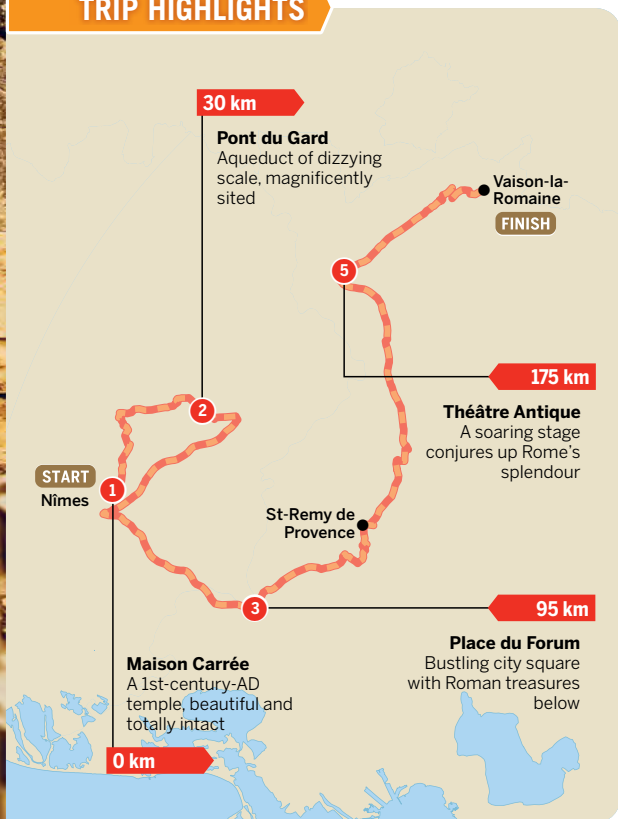 TRIP HIGHLIGHTS
30 km
Pont du Gard
Aqueduct of dizzying
scale, magnificently
sited
Vaison-la-
Romaine
FINISH
5
175 km
Théâtre Antique
A soaring stage
conjures up Rome’s
splendour
2
START
Nîmes
1
St-Remy de
Provence
3
95 km
Place du Forum
Bustling city square
with Roman treasures
below
Maison Carrée
A 1st-century-AD
temple, beautiful and
totally intact
0 km